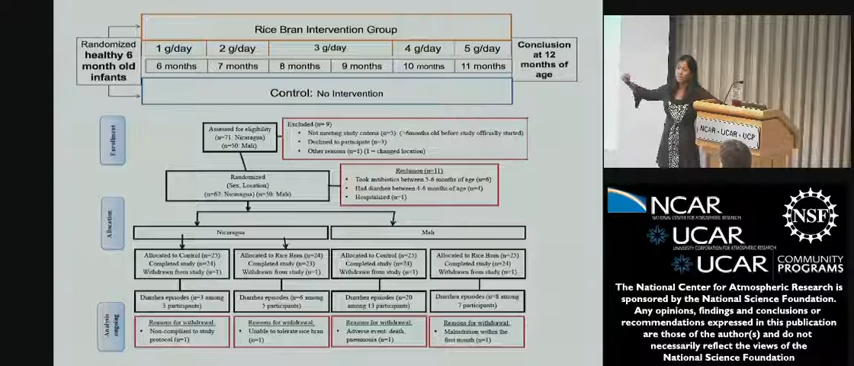 Rice Bran Intervention Group
Randomized
healthy 6
month old
infants
1 g/day
2 g/day
3 g/day
4 g/day
5 g/day
6 months
7 months
8 months
9 months
10 months
11 months
Conclusion
at 12
months of
age
Control: No Intervention
Enrollment
Assessed for eligibility
(n=71: Nicaragua)
(n=50: Mali)
Excluded (n= 9)
Not meeting study criteria (n=5) (>6months old before study officially started)
Declined to participate (n=3)
Other reasons (n=1) (1 = changed location)
Randomized
(Sex, Location)
(n=62: Nicaragua) (n=50: Mali)
(n=11)
Took antibiotics between 5-6 months of age (n=6)
Had diarrhea between 4-6 months of age (n=4)
Hospitalized (n=1)
Allocation
Nicaragua
Mali
Allocated to Control (n=25)
Completed study (n=24)
Withdrawn from study (n=1)
Allocated to Rice Bran (n=24)
Completed study (n=23)
Withdrawn from study (n=1)
Allocated to Control (n=25)
Completed study (n=24)
Withdrawn from study (n=1)
Allocated to Rice Bran (n=25)
Completed study (n=24)
Withdrawn from study (n=1)
Analysis
ongoing
Diarrhea episodes (n=3 among
3 participants)
Diarrhea episodes (n=6 among
5 participants)
Diarrhea episodes (n=20
among 13 participants)
Diarrhea episodes (n=8 among
7 participants)
Reasons for withdrawal
Non-compliant to study
protocol (n=1)
Reasons for withdrawal
Unable to tolerate rice bran
(n=1)
Reasons for withdrawal
Adverse event: death,
pneumonia (n=1)
Reasons for withdrawal
Malnutrition within the
first month (n=1)
NCAR - UCAR - UCP
NCAR
NATIONAL CENTER FOR ATMOSPHERIC RESEARCH
NSF
UCAR
UNIVERSITY CORPORATION FOR ATMOSPHERIC RESEARCH
UCAR
COMMUNITY
PROGRAMS
The National Center for Atmospheric Research is
sponsored by the National Science Foundation.
Any opinions, findings and conclusions or
recommendations expressed in this publication
are those of the author(s) and do not
necessarily reflect the views of the
National Science Foundation